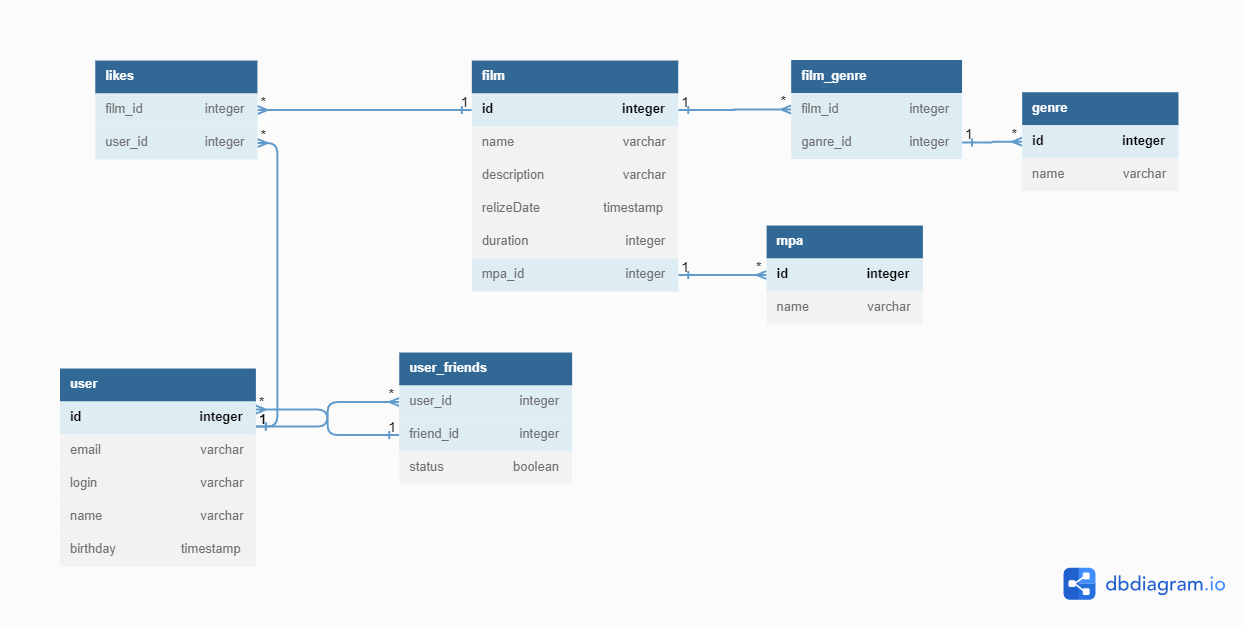 likes
film_id integer
user_id integer
film
id integer
name varchar
description varchar
relizeDate timestamp
duration integer
mpa_id integer
film_genre
film_id integer
ganre_id integer
genre
id integer
name varchar
mpa
id integer
name varchar
user
id integer
email varchar
login varchar
name varchar
birthday timestamp
user_friends
user_id integer
friend_id integer
status boolean
* 1
*
1 *
1 *
1 *
* *
1 1
dbdiagram.io